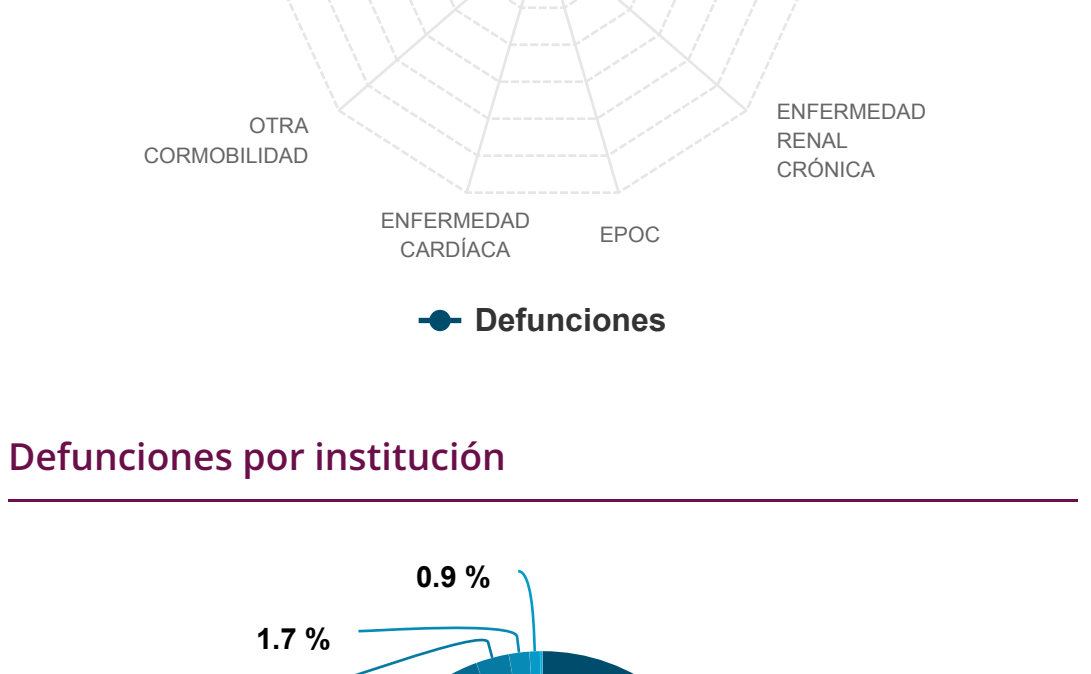 OTRA
CORMOBILIDAD
ENFERMEDAD
RENAL
CRÓNICA
ENFERMEDAD
CARDÍACA
EPOC
Defunciones
Defunciones por institución
0.9 %
1.7 %